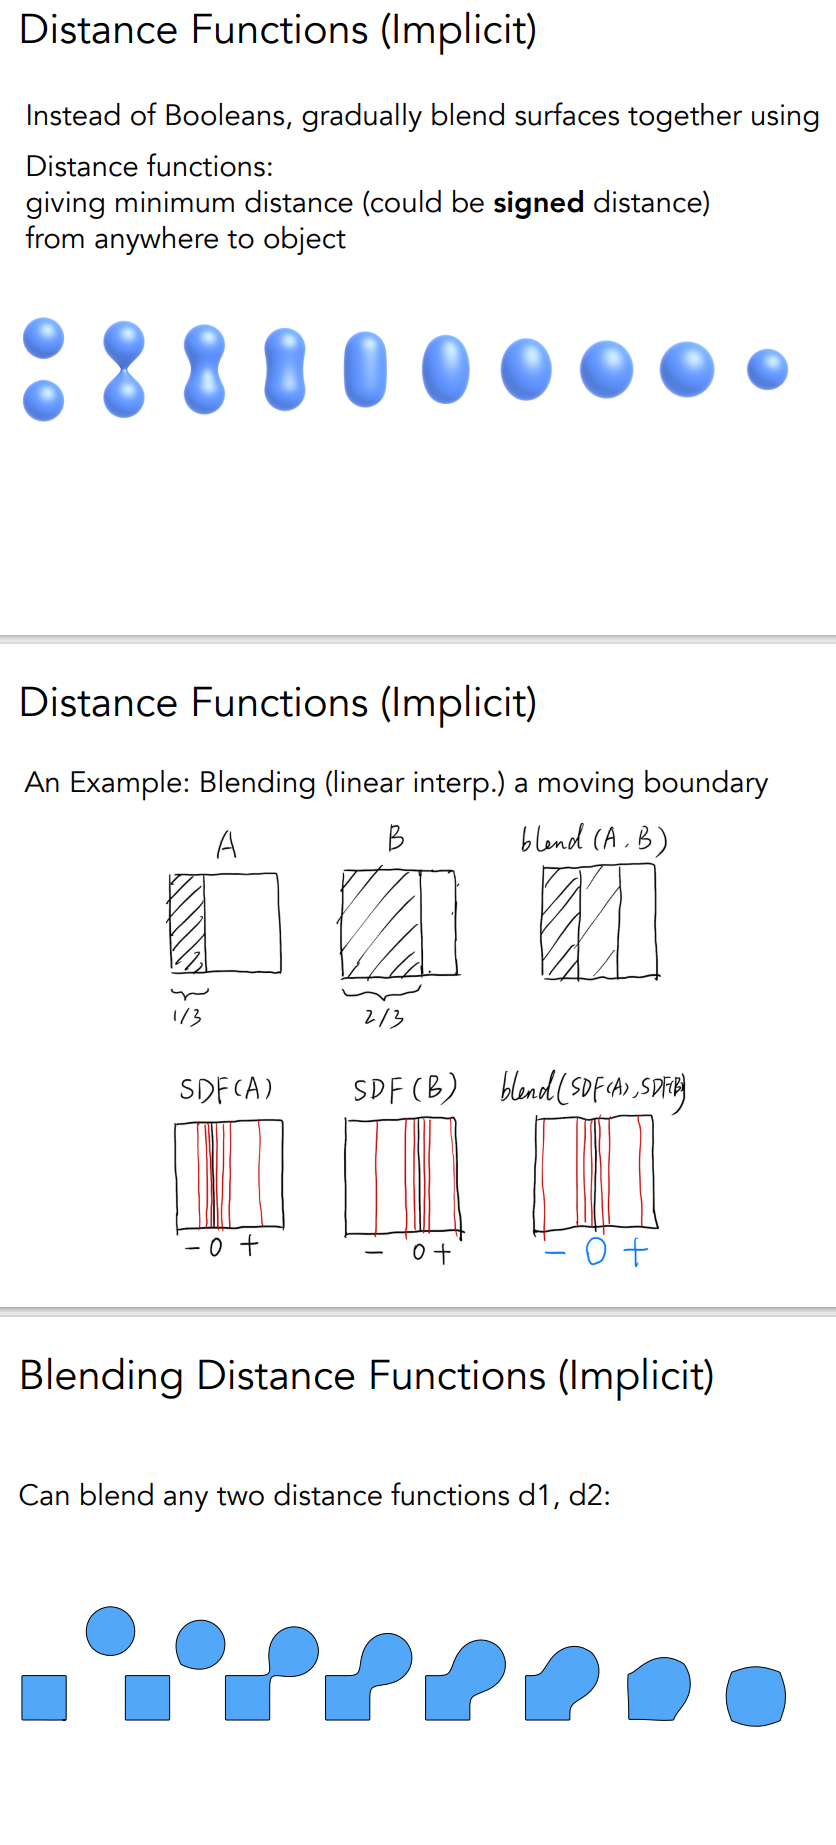 Distance Functions (Implicit)
Instead of Booleans, gradually blend surfaces together using
Distance functions:
giving minimum distance (could be signed distance)
from anywhere to object
Distance Functions (Implicit)
An Example: Blending (linear interp.) a moving boundary
A B blend (A . B)
1/3 2/3
SDF(A) SDF (B) blend(SDF(A), SDF(B)
- 0 + - 0 + - 0 +
Blending Distance Functions (Implicit)
Can blend any two distance functions d1, d2: